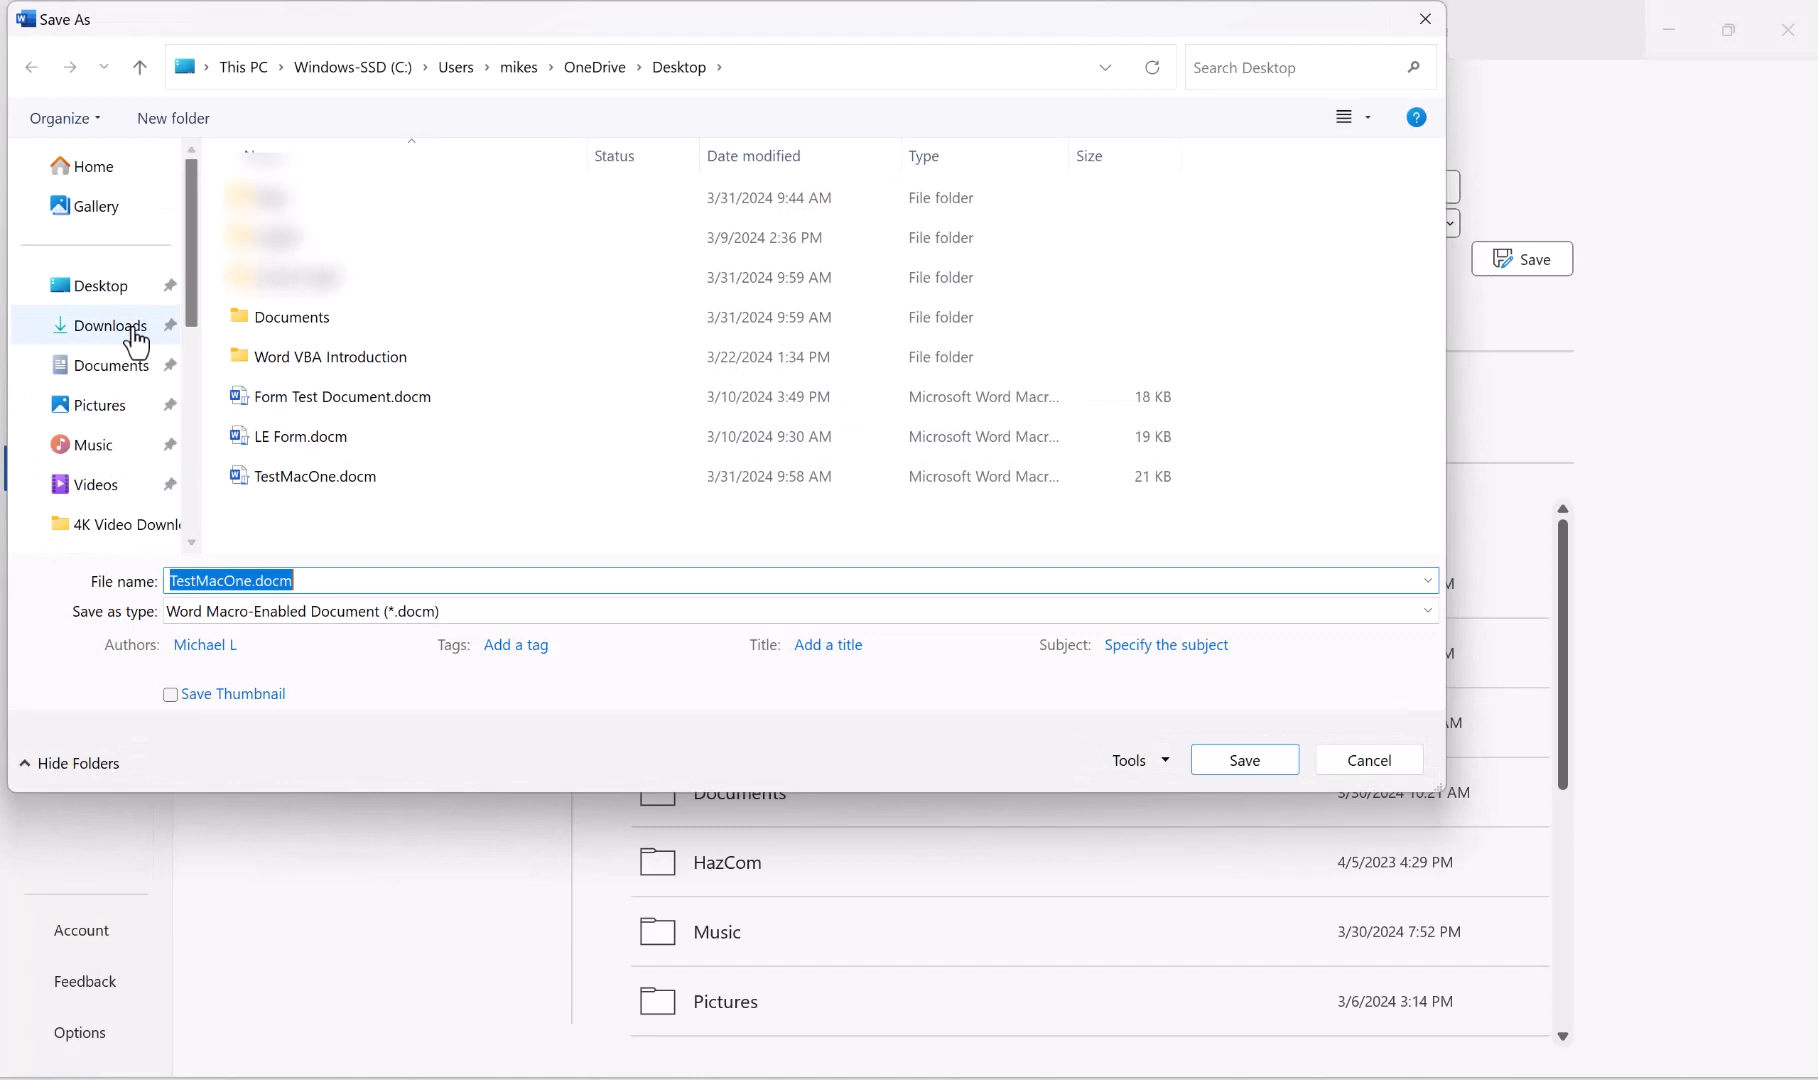 Save As
This PC > Windows-SSD (C:) > Users > mikes > OneDrive > Desktop >
Search Desktop
Organize
New folder
Status Date modified Type Size
Home
Gallery
Desktop
Downloads
Documents
Pictures
Music
Videos
4K Video Downl
3/31/2024 9:44 AM File folder
3/9/2024 2:36 PM File folder
3/31/2024 9:59 AM File folder
Documents 3/31/2024 9:59 AM File folder
Word VBA Introduction 3/22/2024 1:34 PM File folder
Form Test Document.docm 3/10/2024 3:49 PM Microsoft Word Macr... 18 KB
LE Form.docm 3/10/2024 9:30 AM Microsoft Word Macr... 19 KB
TestMacOne.docm 3/31/2024 9:58 AM Microsoft Word Macr... 21 KB
Save
File name: TestMacOne.docm
Save as type: Word Macro-Enabled Document (*.docm)
Authors: Michael L Tags: Add a tag Title: Add a title Subject: Specify the subject
Save Thumbnail
Hide Folders
Tools Save Cancel
Documents 3/30/2024 10:21 AM
HazCom 4/5/2023 4:29 PM
Music 3/30/2024 7:52 PM
Pictures 3/6/2024 3:14 PM
Account
Feedback
Options